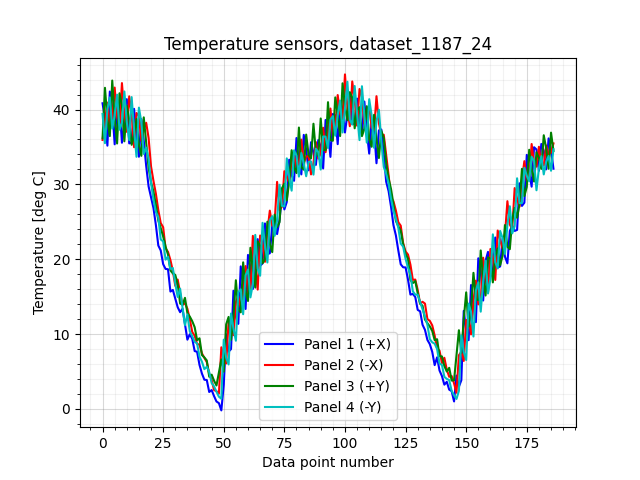 Temperature sensors, dataset_1187_24
Temperature [deg C]
40
30
20
10
0
Panel 1 (+X)
Panel 2 (-X)
Panel 3 (+Y)
Panel 4 (-Y)
0 25 50 75 100 125 150 175
Data point number